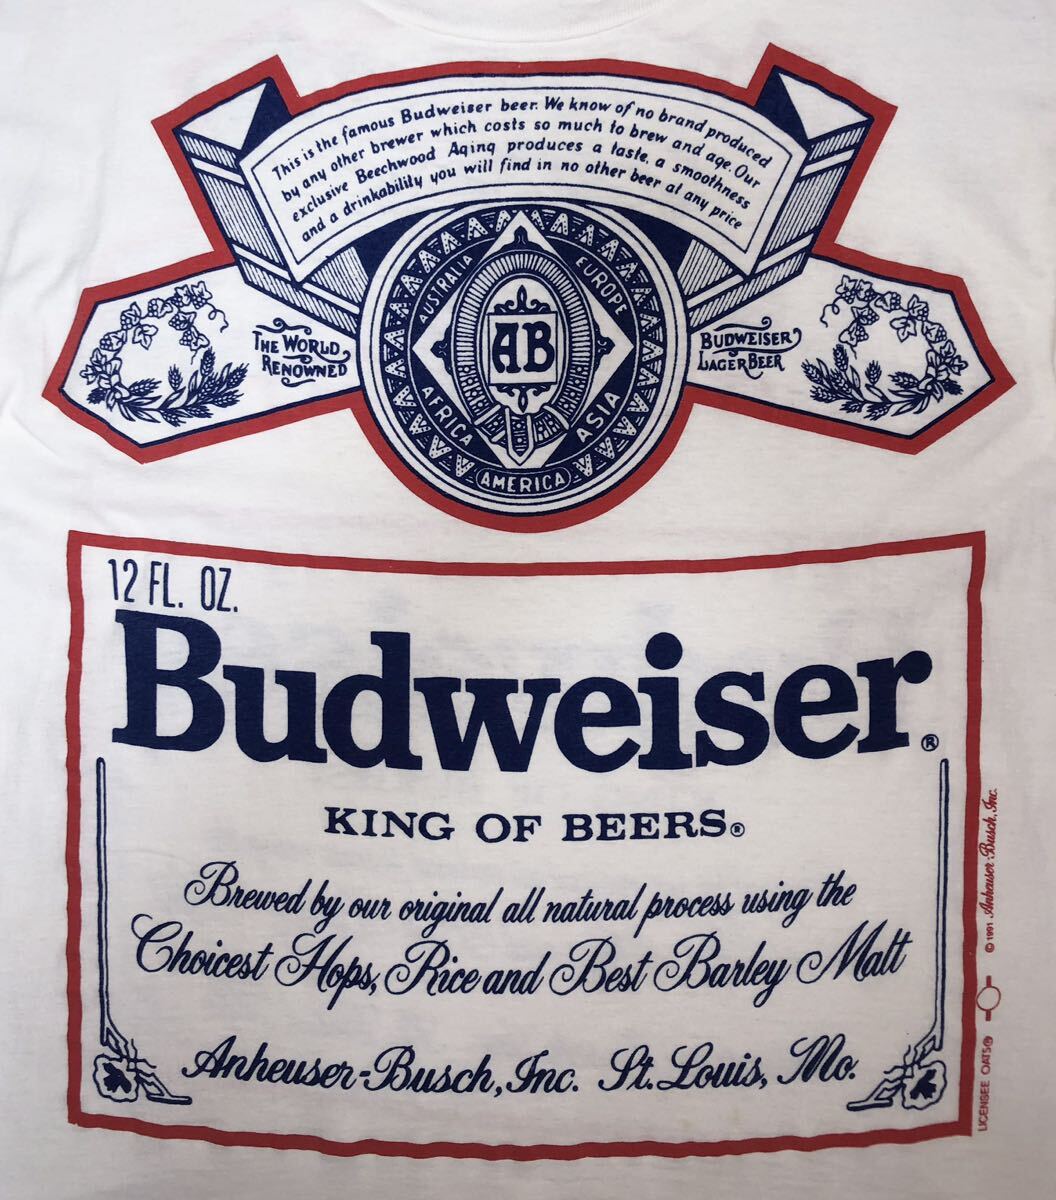 This is the famous Budweiser beer. We know of no brand produced
by any other brewer which costs so much to brew and age. Our
exclusive Beechwood Aging produces a taste, a smoothness
and a drinkability you will find in no other beer at any price
AUSTRALIA
EUROPE
THE WORLD
RENOWNED
AB
BUDWEISER
LAGER BEER
AFRICA
ASIA
AMERICA
12 FL. OZ.
Budweiser®
KING OF BEERS®
Brewed by our original all natural process using the
Choicest Hops, Rice and Best Barley Malt
Anheuser-Busch, Inc. St. Louis, Mo.
LICENSEE OATS® © 1991 Anheuser-Busch, Inc.